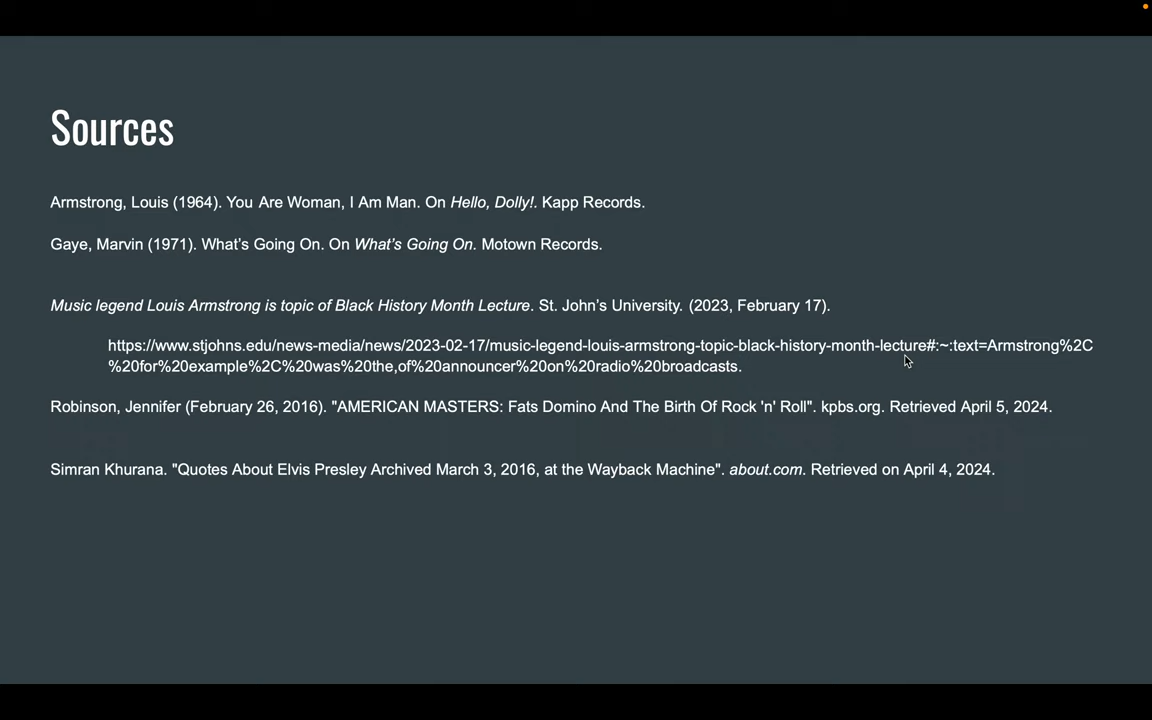 Sources
Armstrong, Louis (1964). You Are Woman, I Am Man. On Hello, Dolly!. Kapp Records.
Gaye, Marvin (1971). What’s Going On. On What’s Going On. Motown Records.
Music legend Louis Armstrong is topic of Black History Month Lecture. St. John’s University. (2023, February 17).
https://www.stjohns.edu/news-media/news/2023-02-17/music-legend-louis-armstrong-topic-black-history-month-lecture#:~:text=Armstrong%2C
%20for%20example%2C%20was%20the,of%20announcer%20on%20radio%20broadcasts.
Robinson, Jennifer (February 26, 2016). "AMERICAN MASTERS: Fats Domino And The Birth Of Rock 'n' Roll". kpbs.org. Retrieved April 5, 2024.
Simran Khurana. "Quotes About Elvis Presley Archived March 3, 2016, at the Wayback Machine". about.com. Retrieved on April 4, 2024.